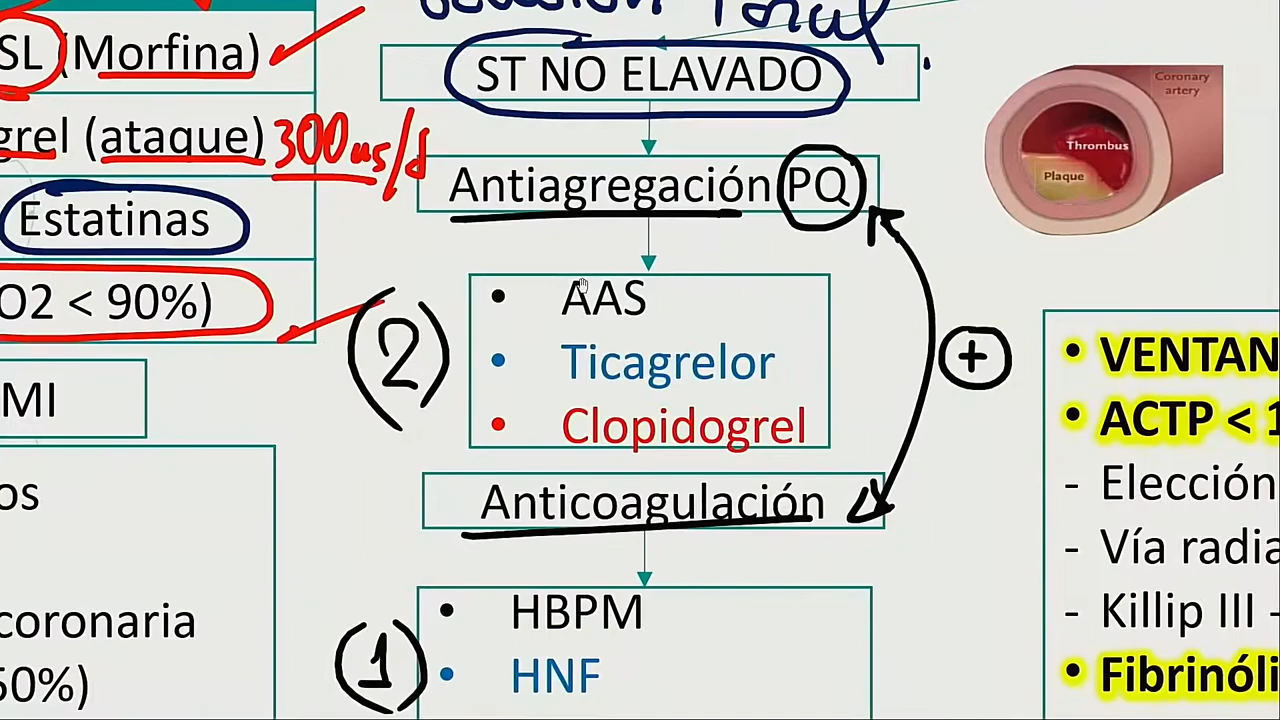 SL (Morfina)
grel (ataque) 300
Estatinas
O2 < 90%)
MI
os
coronaria
50%)
Total
ST NO ELAVADO
Antiagregación PQ
(2)
• AAS
• Ticagrelor
• Clopidogrel
+
Anticoagulación
(1)
• HBPM
• HNF
Coronary
artery
Thrombus
Plaque
• VENTAN
• ACTP < 1
- Elección
- Vía radia
- Killip III -
• Fibrinóli